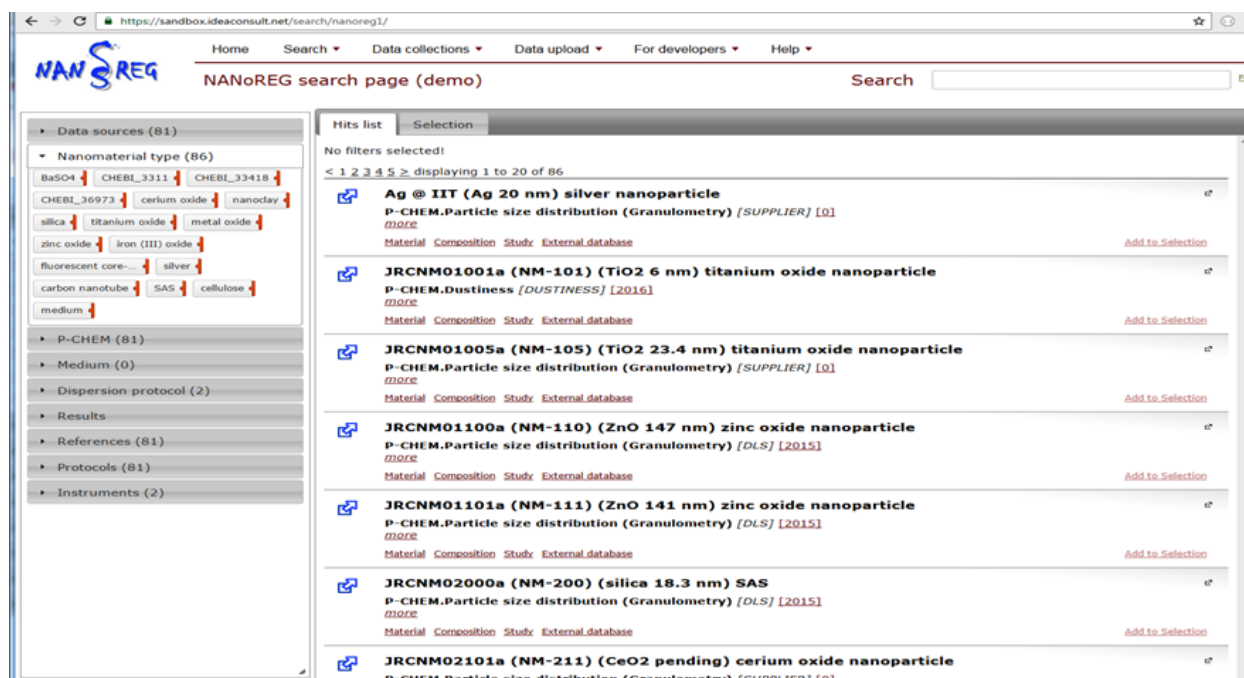 https://sandbox.ideaconsult.net/search/nanoreg1/
NANoREG
Home Search Data collections Data upload For developers Help
NANoREG search page (demo)
Search
Data sources (81)
Nanomaterial type (86)
BaSO4 CHEBI_3311 CHEBI_33418
CHEBI_36973 cerium oxide nanoclay
silica titanium oxide metal oxide
zinc oxide iron (III) oxide
fluorescent core-... silver
carbon nanotube SAS cellulose
medium
P-CHEM (81)
Medium (0)
Dispersion protocol (2)
Results
References (81)
Protocols (81)
Instruments (2)
Hits list Selection
No filters selected!
< 1 2 3 4 5 > displaying 1 to 20 of 86
Ag @ IIT (Ag 20 nm) silver nanoparticle
P-CHEM.Particle size distribution (Granulometry) [SUPPLIER] [0]
more
Material Composition Study External database Add to Selection
JRCNM01001a (NM-101) (TiO2 6 nm) titanium oxide nanoparticle
P-CHEM.Dustiness [DUSTINESS] [2016]
more
Material Composition Study External database Add to Selection
JRCNM01005a (NM-105) (TiO2 23.4 nm) titanium oxide nanoparticle
P-CHEM.Particle size distribution (Granulometry) [SUPPLIER] [0]
more
Material Composition Study External database Add to Selection
JRCNM01100a (NM-110) (ZnO 147 nm) zinc oxide nanoparticle
P-CHEM.Particle size distribution (Granulometry) [DLS] [2015]
more
Material Composition Study External database Add to Selection
JRCNM01101a (NM-111) (ZnO 141 nm) zinc oxide nanoparticle
P-CHEM.Particle size distribution (Granulometry) [DLS] [2015]
more
Material Composition Study External database Add to Selection
JRCNM02000a (NM-200) (silica 18.3 nm) SAS
P-CHEM.Particle size distribution (Granulometry) [DLS] [2015]
more
Material Composition Study External database Add to Selection
JRCNM02101a (NM-211) (CeO2 pending) cerium oxide nanoparticle
P-CHEM.Particle size distribution (Granulometry) [SUPPLIER] [0]